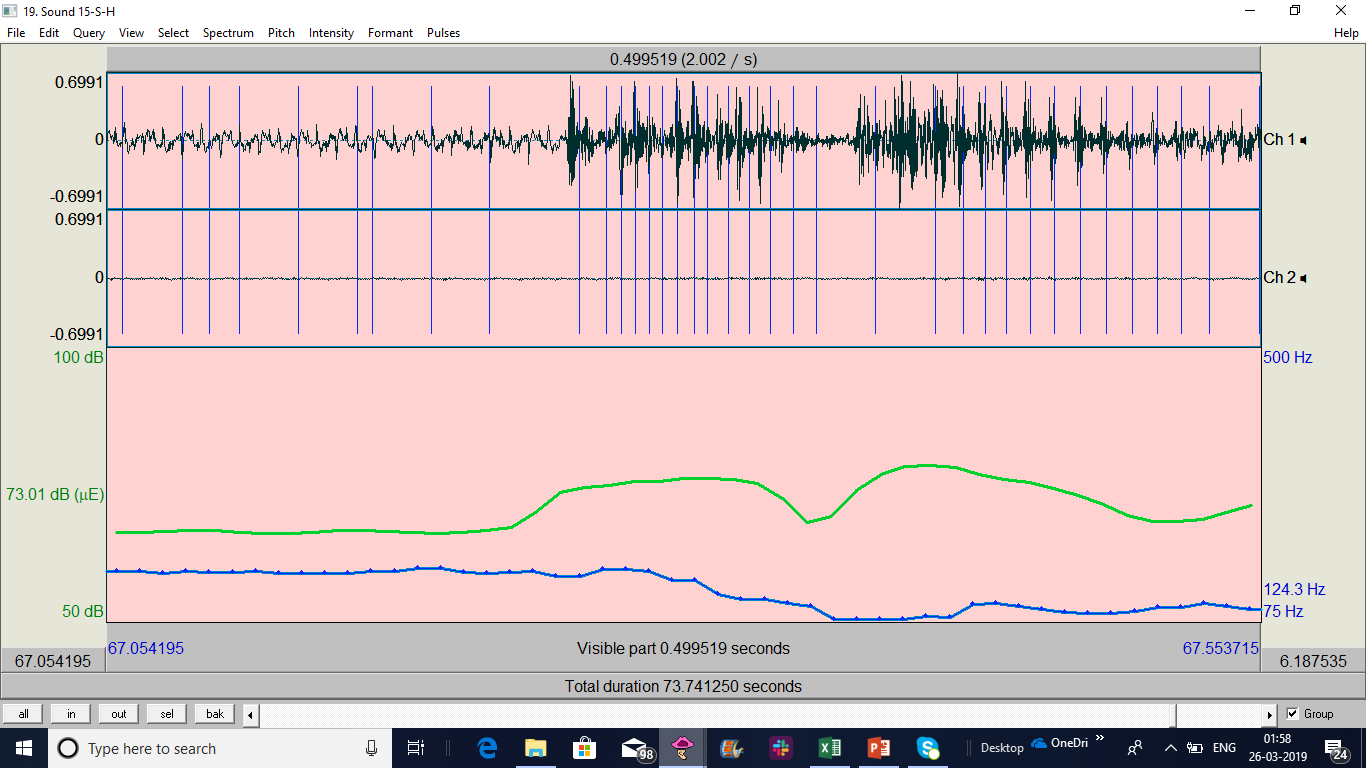 19. Sound 15-S-H
File Edit Query View Select Spectrum Pitch Intensity Formant Pulses Help
0.499519 (2.002 / s)
0.6991
0
-0.6991
Ch 1
0.6991
0
-0.6991
Ch 2
100 dB
500 Hz
73.01 dB (µE)
124.3 Hz
50 dB
75 Hz
67.054195
Visible part 0.499519 seconds
67.553715
67.054195
6.187535
Total duration 73.741250 seconds
all in out sel bak
Group
Type here to search
98
Desktop
OneDri
»
ENG
01:58
26-03-2019
24